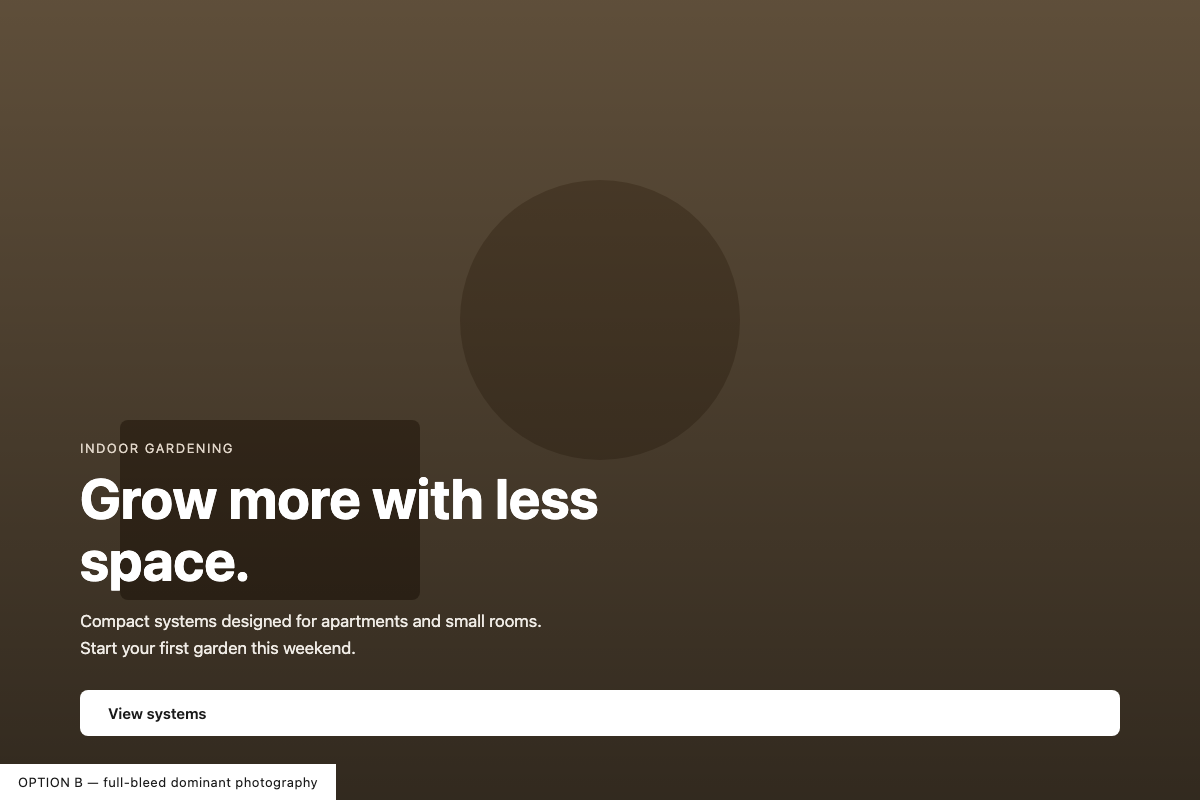 INDOOR GARDENING
Grow more with less
space.
Compact systems designed for apartments and small rooms.
Start your first garden this weekend.
View systems
OPTION B — full-bleed dominant photography